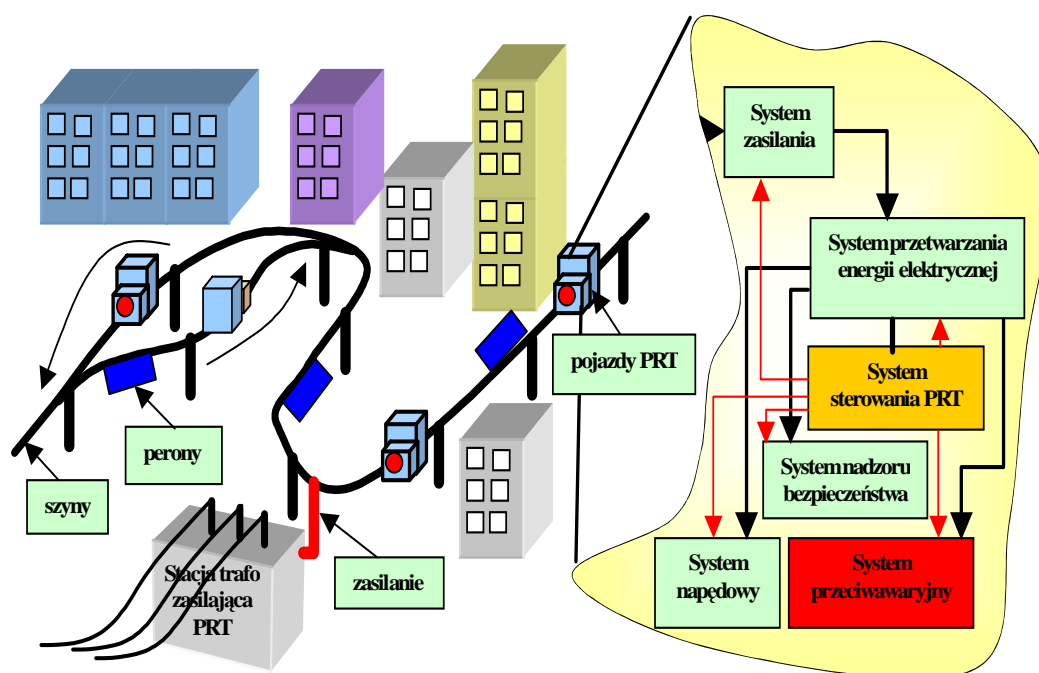 System
zasilania
System przetwarzania
energii elektrycznej
pojazdy PRT
System
sterowania PRT
perony
System nadzoru
bezpieczeństwa
szyny
Stacja trafo
zasilająca
PRT
zasilanie
System
napędowy
System
przeciwawaryjny